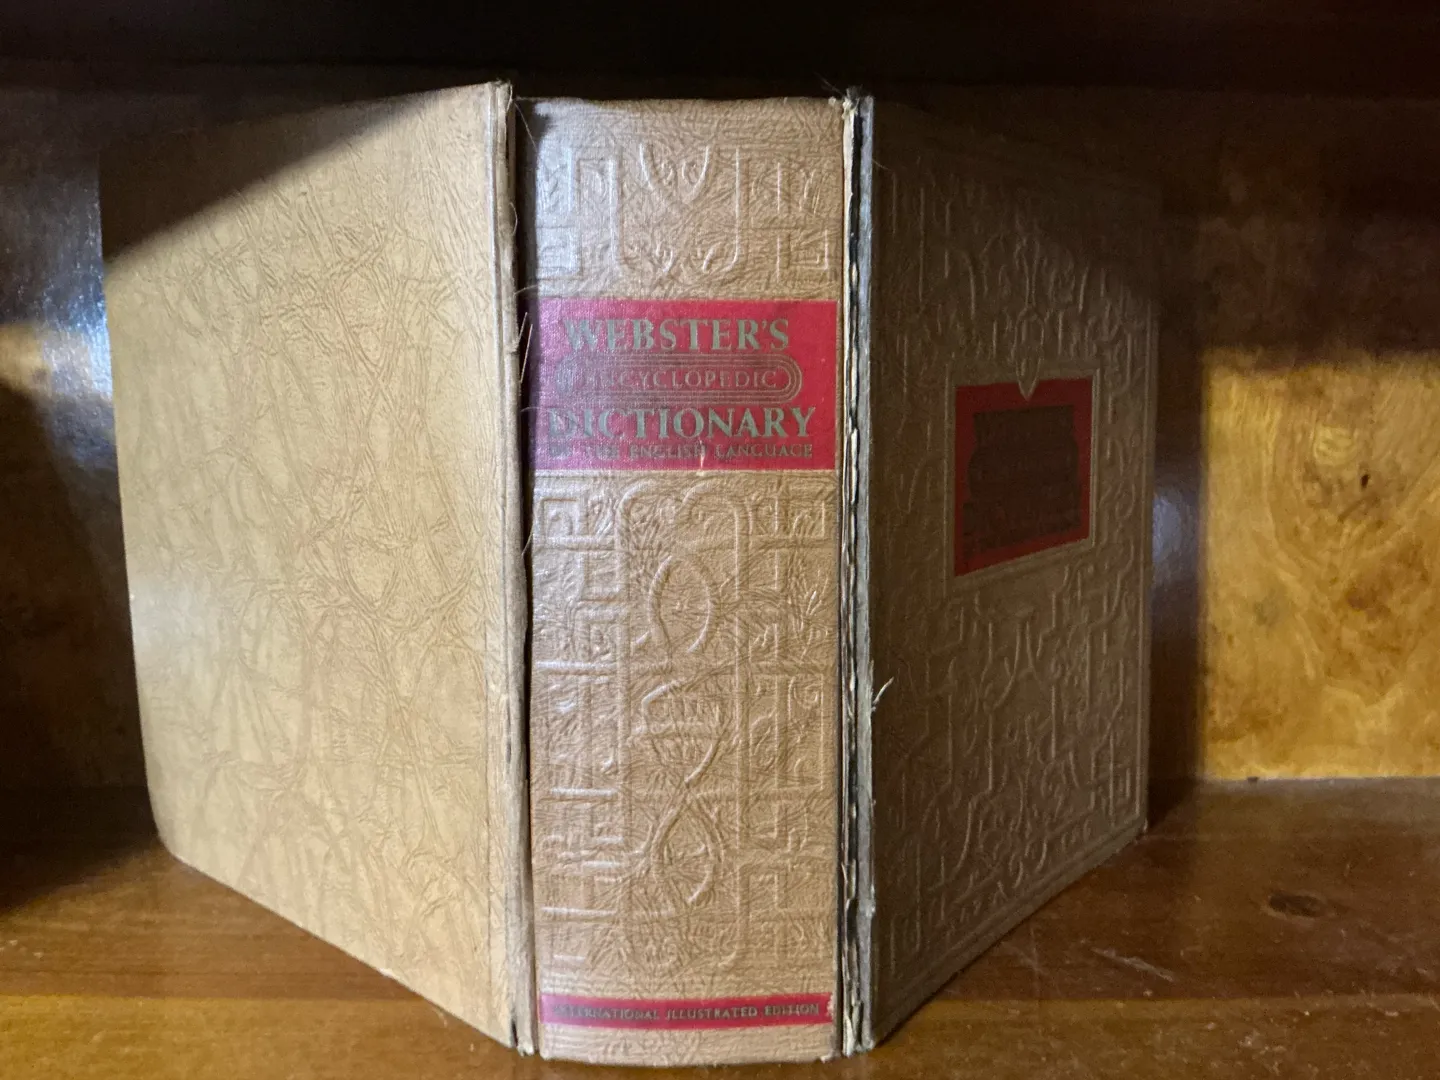 WEBSTER'S
ENCYCLOPEDIC
DICTIONARY
OF THE ENGLISH LANGUAGE
INTERNATIONAL ILLUSTRATED EDITION